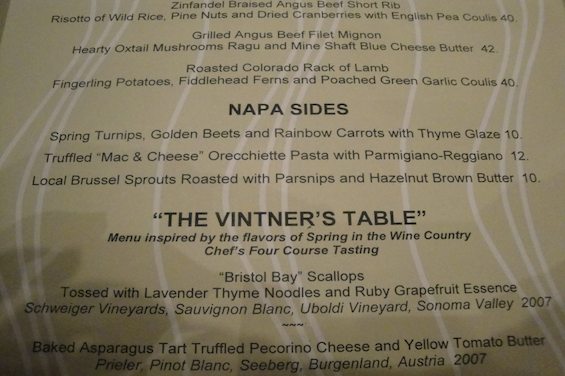 Zinfandel Braised Angus Beef Short Rib
Risotto of Wild Rice, Pine Nuts and Dried Cranberries with English Pea Coulis 40.
Grilled Angus Beef Filet Mignon
Hearty Oxtail Mushrooms Ragu and Mine Shaft Blue Cheese Butter 42.
Roasted Colorado Rack of Lamb
Fingerling Potatoes, Fiddlehead Ferns and Poached Green Garlic Coulis 40.
NAPA SIDES
Spring Turnips, Golden Beets and Rainbow Carrots with Thyme Glaze 10.
Truffled "Mac & Cheese" Orecchiette Pasta with Parmigiano-Reggiano 12.
Local Brussel Sprouts Roasted with Parsnips and Hazelnut Brown Butter 10.
"THE VINTNER'S TABLE"
Menu inspired by the flavors of Spring in the Wine Country
Chef's Four Course Tasting
"Bristol Bay" Scallops
Tossed with Lavender Thyme Noodles and Ruby Grapefruit Essence
Schweiger Vineyards, Sauvignon Blanc, Uboldi Vineyard, Sonoma Valley 2007
~~~
Baked Asparagus Tart Truffled Pecorino Cheese and Yellow Tomato Butter
Prieler, Pinot Blanc, Seeberg, Burgenland, Austria 2007